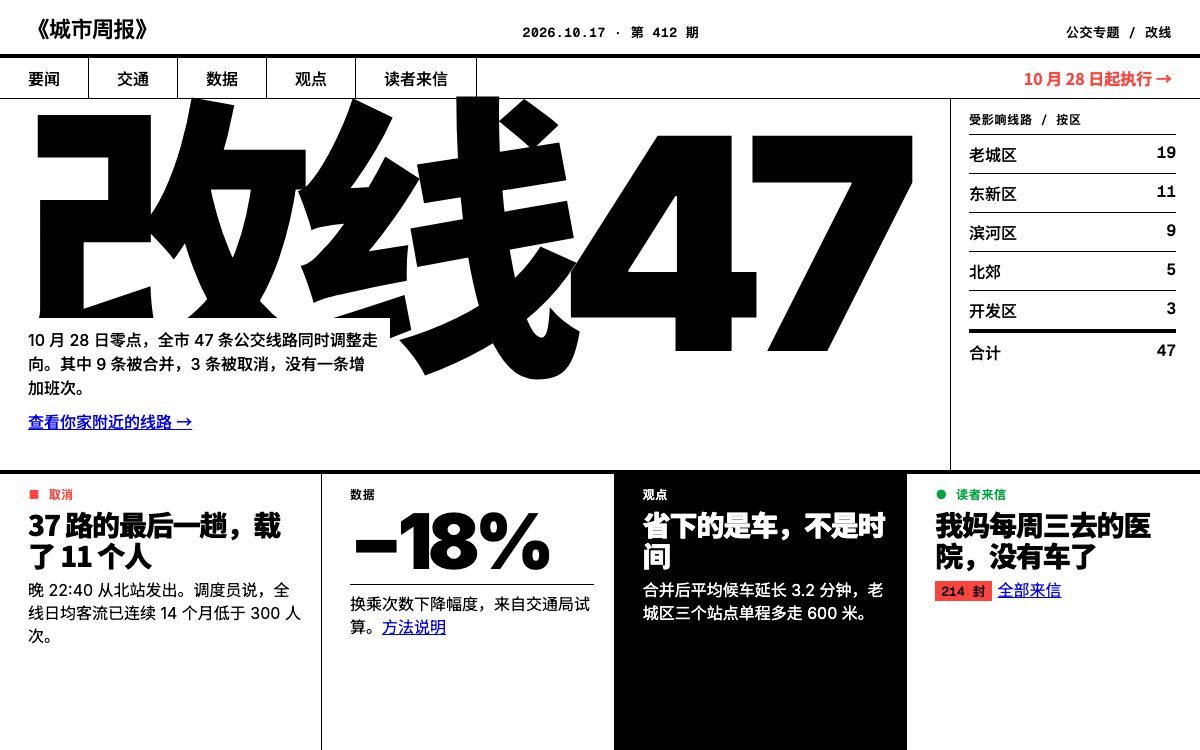 《城市周报》
2026.10.17 · 第 412 期
公交专题 / 改线
要闻
交通
数据
观点
读者来信
10 月 28 日起执行 →
改线47
10 月 28 日零点，全市 47 条公交线路同时调整走
向。其中 9 条被合并，3 条被取消，没有一条增
加班次。
查看你家附近的线路 →
受影响线路 / 按区
老城区 19
东新区 11
滨河区 9
北郊 5
开发区 3
合计 47
■ 取消
37 路的最后一趟，载
了 11 个人
晚 22:40 从北站发出。调度员说，全
线日均客流已连续 14 个月低于 300 人
次。
数据
−18%
换乘次数下降幅度，来自交通局试
算。方法说明
观点
省下的是车，不是时
间
合并后平均候车延长 3.2 分钟，老
城区三个站点单程多走 600 米。
● 读者来信
我妈每周三去的医
院，没有车了
214 封 全部来信